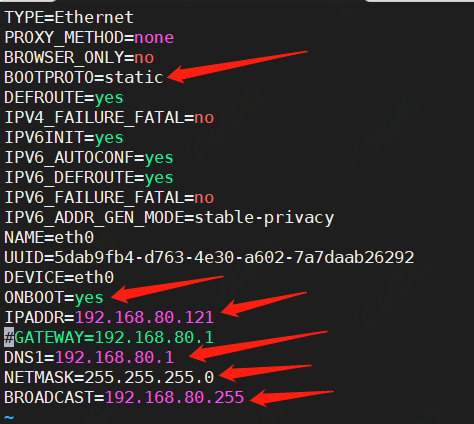 TYPE=Ethernet
PROXY_METHOD=none
BROWSER_ONLY=no
BOOTPROTO=static
DEFROUTE=yes
IPV4_FAILURE_FATAL=no
IPV6INIT=yes
IPV6_AUTOCONF=yes
IPV6_DEFROUTE=yes
IPV6_FAILURE_FATAL=no
IPV6_ADDR_GEN_MODE=stable-privacy
NAME=eth0
UUID=5dab9fb4-d763-4e30-a602-7a7daab26292
DEVICE=eth0
ONBOOT=yes
IPADDR=192.168.80.121
#GATEWAY=192.168.80.1
DNS1=192.168.80.1
NETMASK=255.255.255.0
BROADCAST=192.168.80.255
~